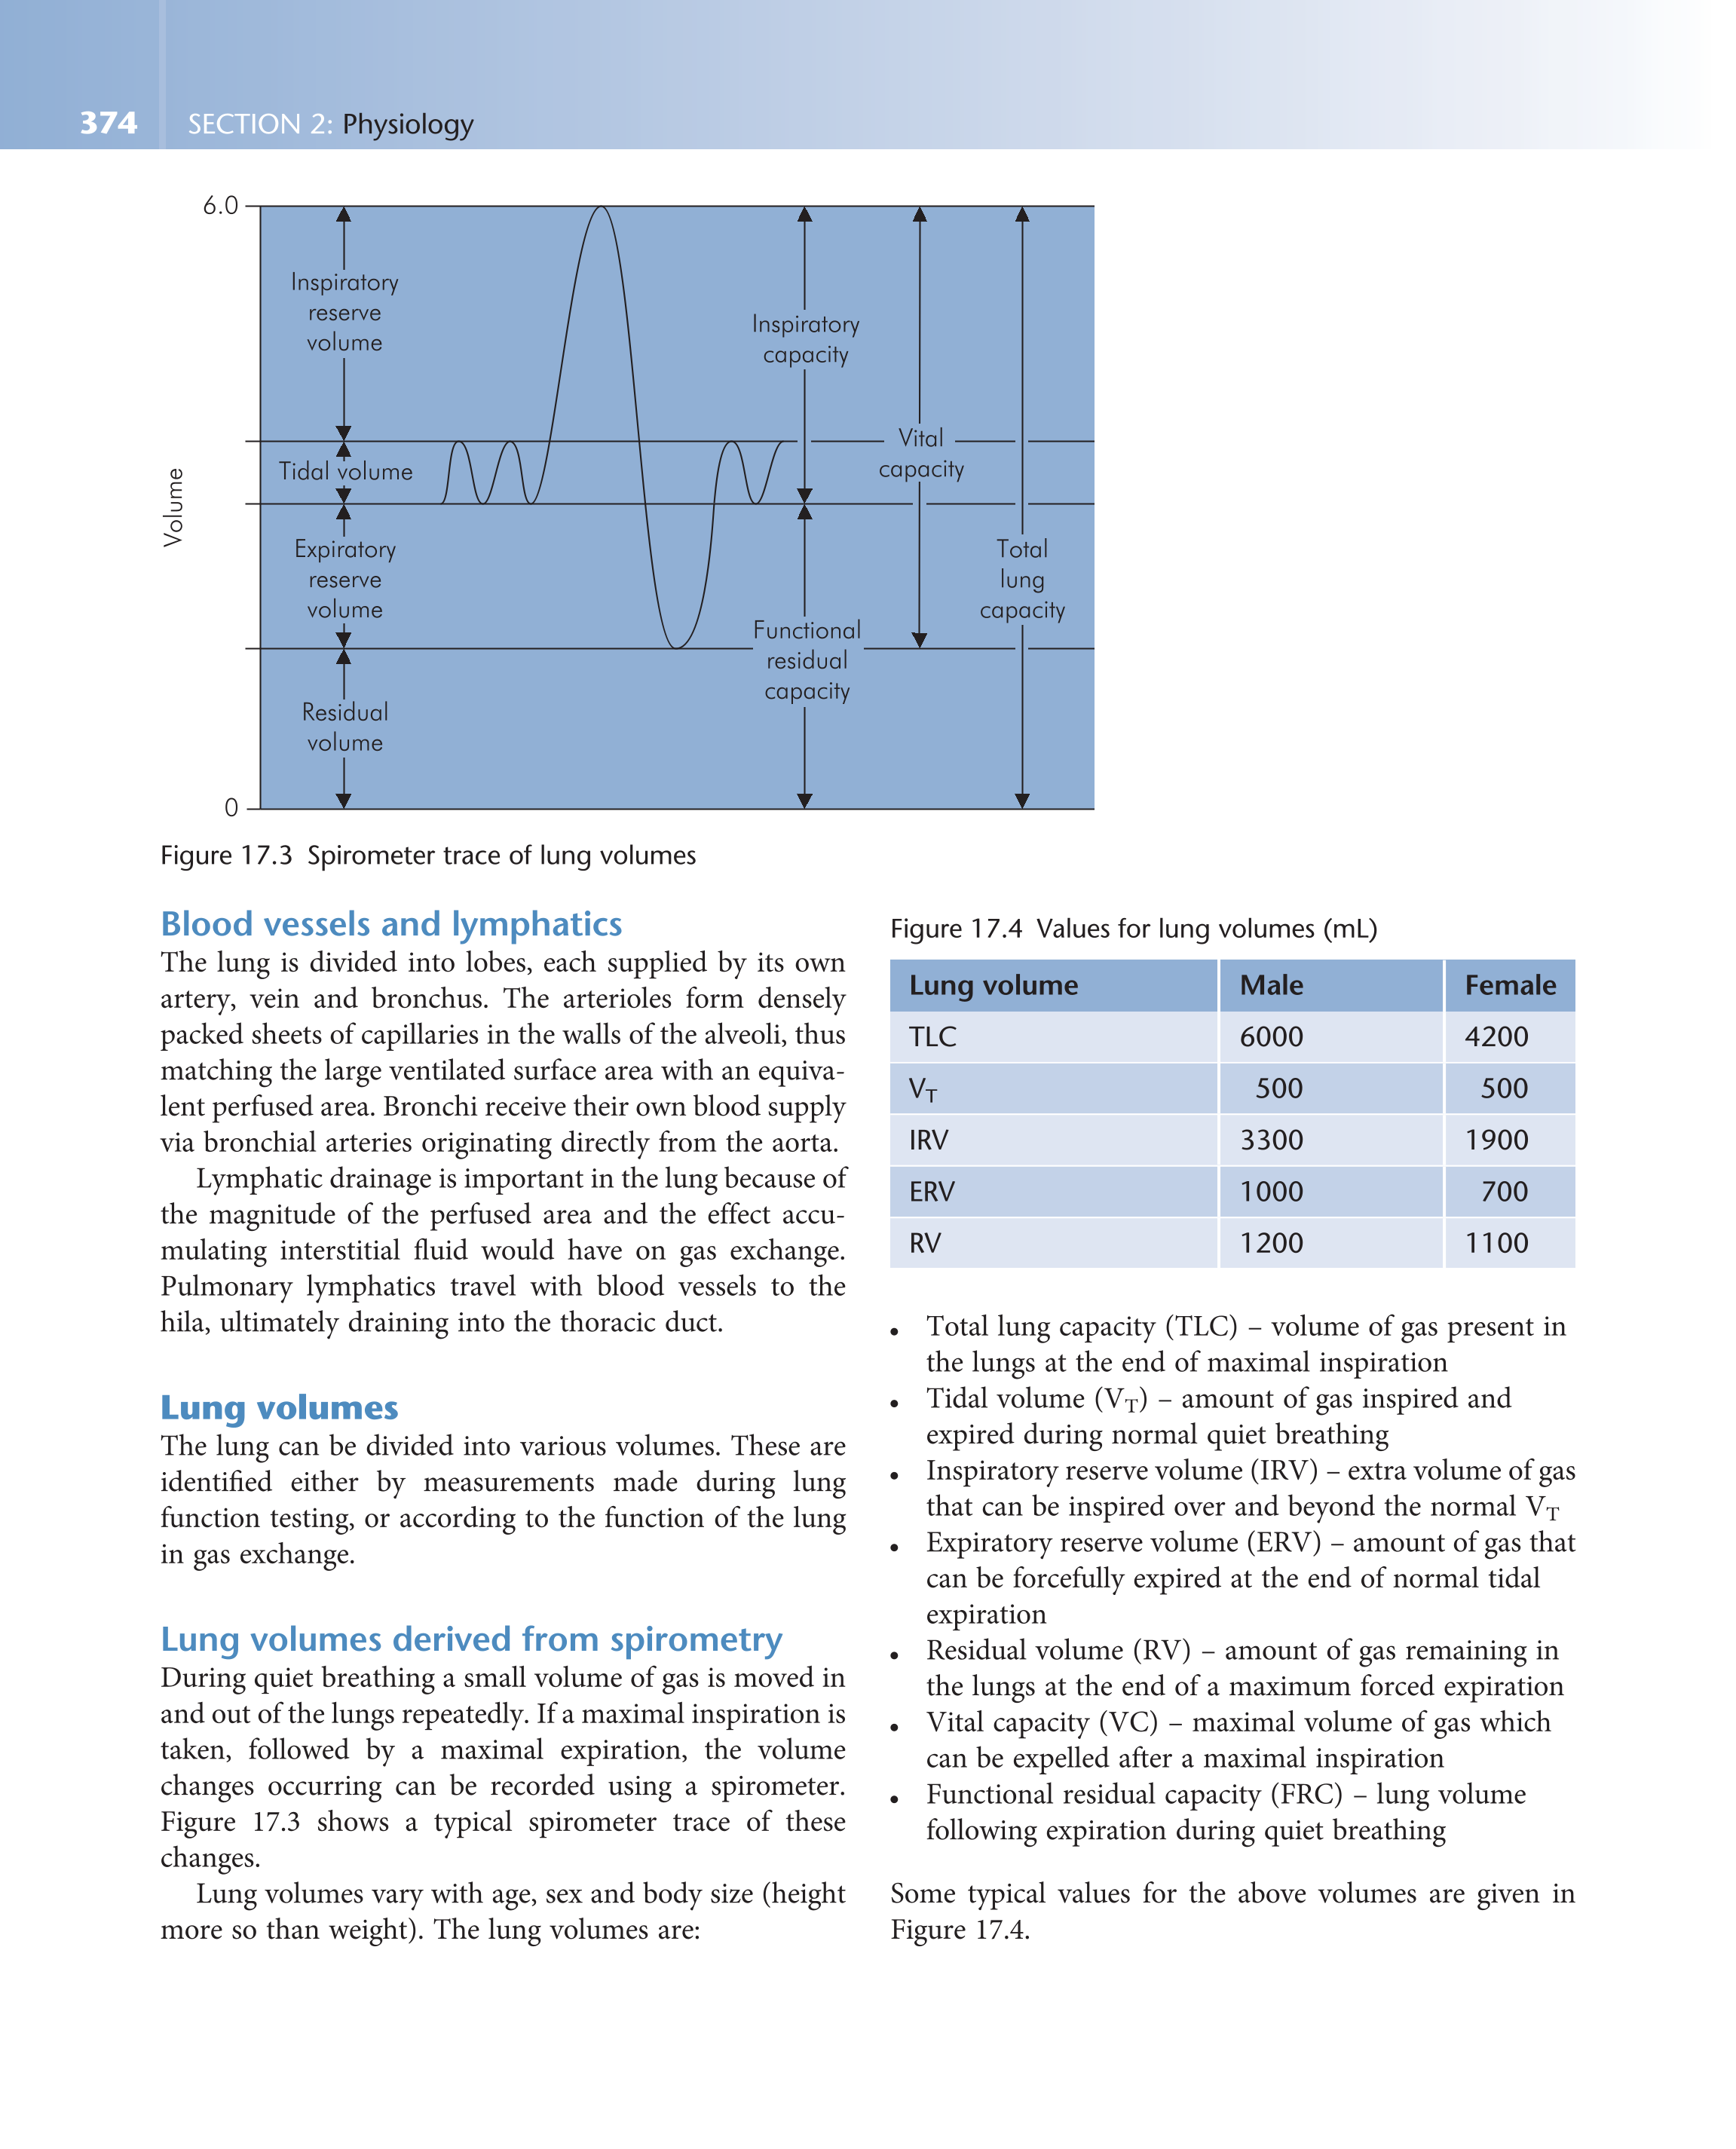 374 SECTION 2: Physiology
6.0
Inspiratory
reserve
volume
Inspiratory
capacity
Vital
capacity
Tidal volume
Volume
Expiratory
reserve
volume
Total
lung
capacity
Functional
residual
capacity
Residual
volume
0
Figure 17.3 Spirometer trace of lung volumes
Blood vessels and lymphatics
The lung is divided into lobes, each supplied by its own
artery, vein and bronchus. The arterioles form densely
packed sheets of capillaries in the walls of the alveoli, thus
matching the large ventilated surface area with an equiva-
lent perfused area. Bronchi receive their own blood supply
via bronchial arteries originating directly from the aorta.
Lymphatic drainage is important in the lung because of
the magnitude of the perfused area and the effect accu-
mulating interstitial fluid would have on gas exchange.
Pulmonary lymphatics travel with blood vessels to the
hila, ultimately draining into the thoracic duct.
Lung volumes
The lung can be divided into various volumes. These are
identified either by measurements made during lung
function testing, or according to the function of the lung
in gas exchange.
Lung volumes derived from spirometry
During quiet breathing a small volume of gas is moved in
and out of the lungs repeatedly. If a maximal inspiration is
taken, followed by a maximal expiration, the volume
changes occurring can be recorded using a spirometer.
Figure 17.3 shows a typical spirometer trace of these
changes.
Lung volumes vary with age, sex and body size (height
more so than weight). The lung volumes are:
Figure 17.4 Values for lung volumes (mL)
Lung volume Male Female
TLC 6000 4200
VT 500 500
IRV 3300 1900
ERV 1000 700
RV 1200 1100
• Total lung capacity (TLC) – volume of gas present in
the lungs at the end of maximal inspiration
• Tidal volume (VT) – amount of gas inspired and
expired during normal quiet breathing
• Inspiratory reserve volume (IRV) – extra volume of gas
that can be inspired over and beyond the normal VT
• Expiratory reserve volume (ERV) – amount of gas that
can be forcefully expired at the end of normal tidal
expiration
• Residual volume (RV) – amount of gas remaining in
the lungs at the end of a maximum forced expiration
• Vital capacity (VC) – maximal volume of gas which
can be expelled after a maximal inspiration
• Functional residual capacity (FRC) – lung volume
following expiration during quiet breathing
Some typical values for the above volumes are given in
Figure 17.4.